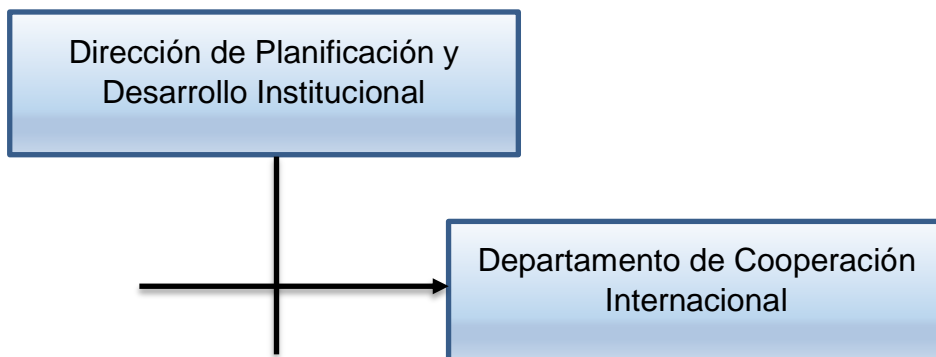 Dirección de Planificación y
Desarrollo Institucional
Departamento de Cooperación
Internacional